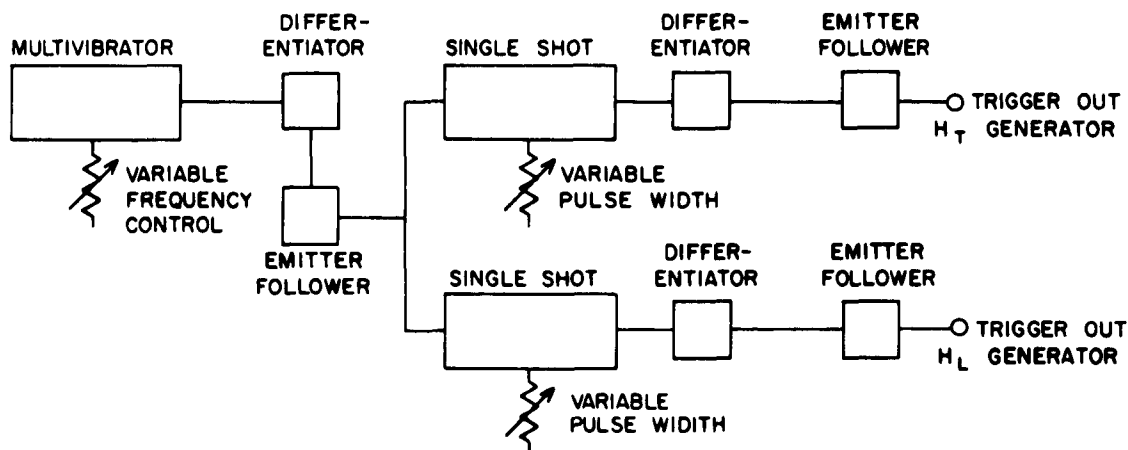 MULTIVIBRATOR
DIFFER-
ENTIATOR
SINGLE SHOT
DIFFER-
ENTIATOR
EMITTER
FOLLOWER
TRIGGER OUT
H_T GENERATOR
VARIABLE
FREQUENCY
CONTROL
VARIABLE
PULSE WIDTH
EMITTER
FOLLOWER
SINGLE SHOT
DIFFER-
ENTIATOR
EMITTER
FOLLOWER
TRIGGER OUT
H_L GENERATOR
VARIABLE
PULSE WIDITH